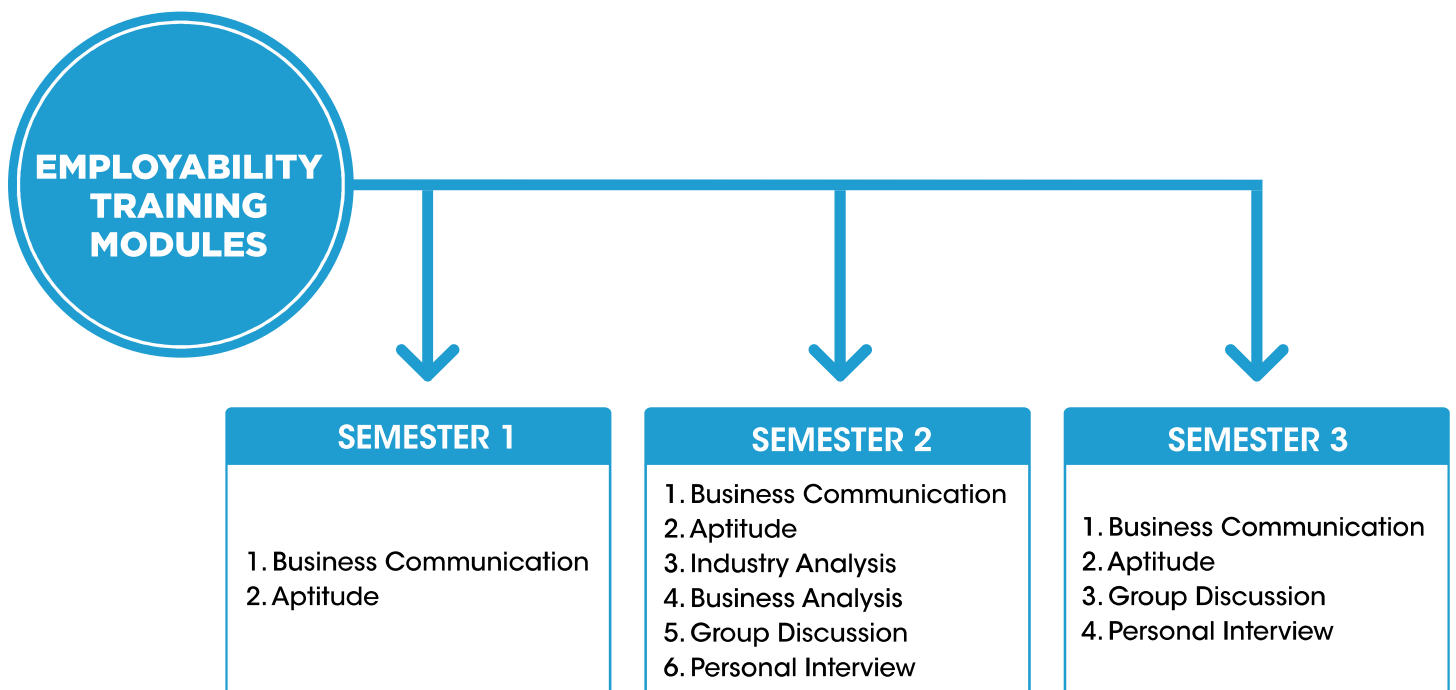 EMPLOYABILITY
TRAINING
MODULES
SEMESTER 1
1. Business Communication
2. Aptitude
SEMESTER 2
1. Business Communication
2. Aptitude
3. Industry Analysis
4. Business Analysis
5. Group Discussion
6. Personal Interview
SEMESTER 3
1. Business Communication
2. Aptitude
3. Group Discussion
4. Personal Interview